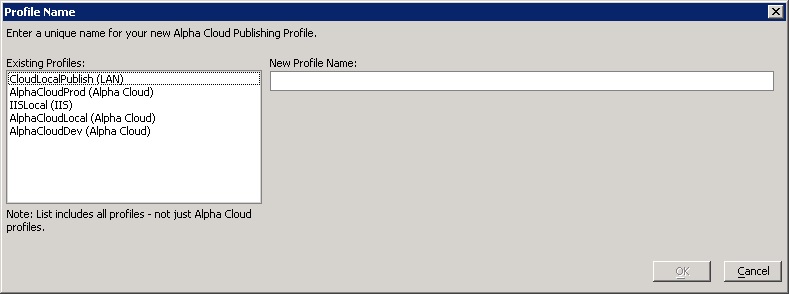 Profile Name
Enter a unique name for your new Alpha Cloud Publishing Profile.
Existing Profiles:
New Profile Name:
CloudLocalPublish (LAN)
AlphaCloudProd (Alpha Cloud)
IISLocal (IIS)
AlphaCloudLocal (Alpha Cloud)
AlphaCloudDev (Alpha Cloud)
Note: List includes all profiles - not just Alpha Cloud
profiles.
OK
Cancel